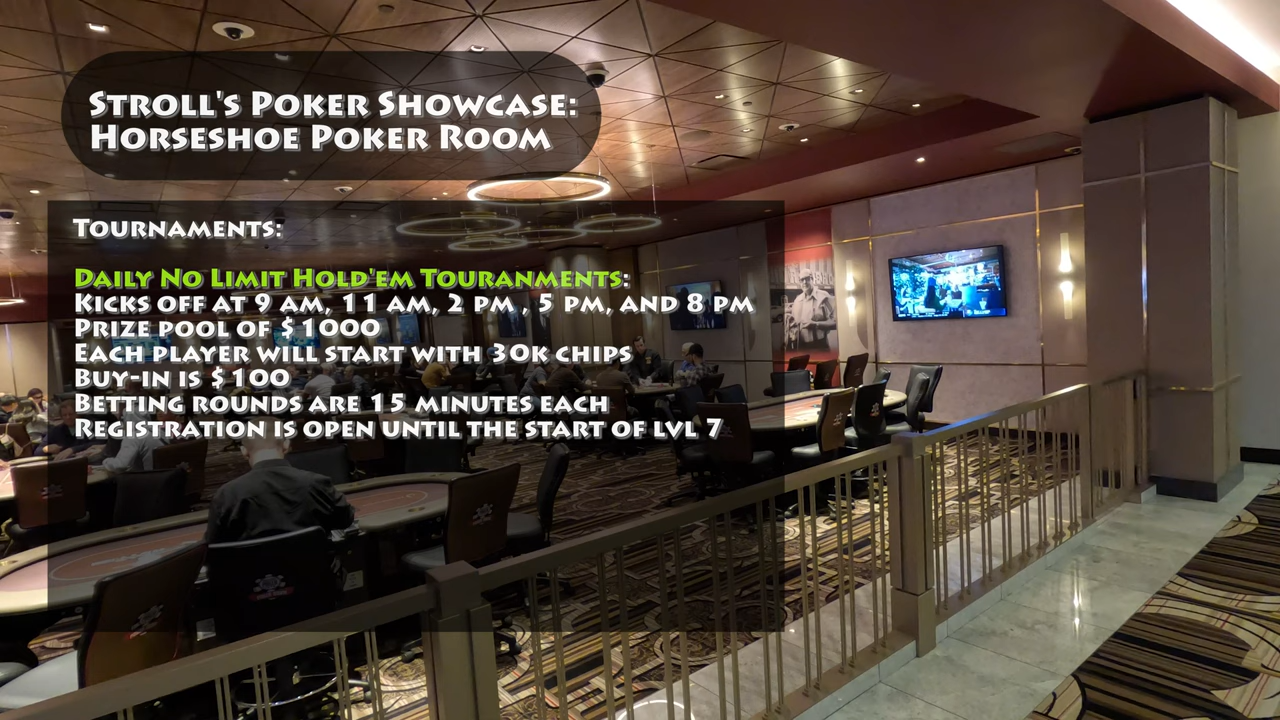 Stroll's Poker Showcase:
Horseshoe Poker Room
Tournaments:
Daily No Limit Hold'em Touranments:
Kicks off at 9 am, 11 am, 2 pm , 5 pm, and 8 pm
Prize pool of $1000
Each player will start with 30k chips
Buy-in is $100
Betting rounds are 15 minutes each
Registration is open until the start of lvl 7